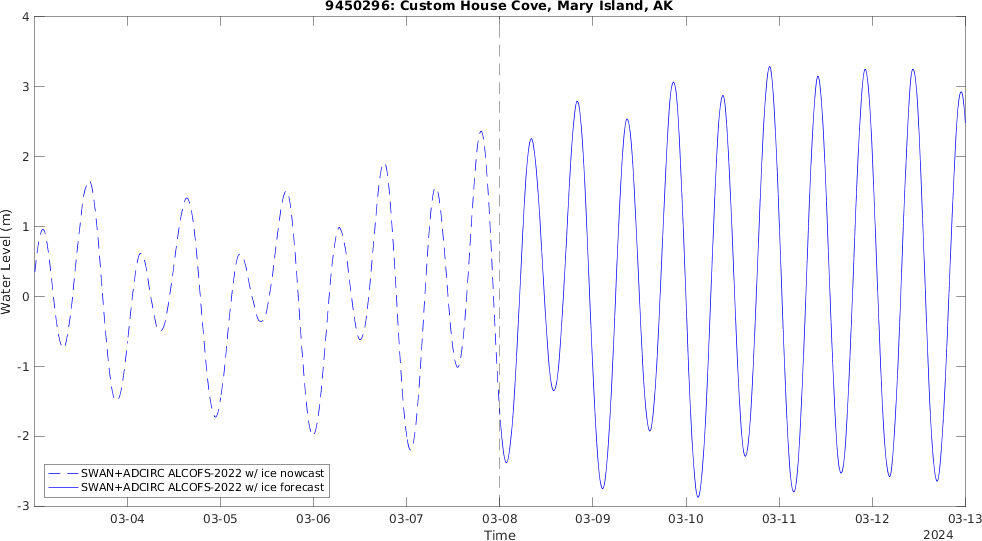 9450296: Custom House Cove, Mary Island, AK
4
3
2
1
0
-1
-2
-3
Water Level (m)
SWAN+ADCIRC ALCOFS-2022 w/ ice nowcast
SWAN+ADCIRC ALCOFS-2022 w/ ice forecast
03-04 03-05 03-06 03-07 03-08 03-09 03-10 03-11 03-12 03-13
Time
2024